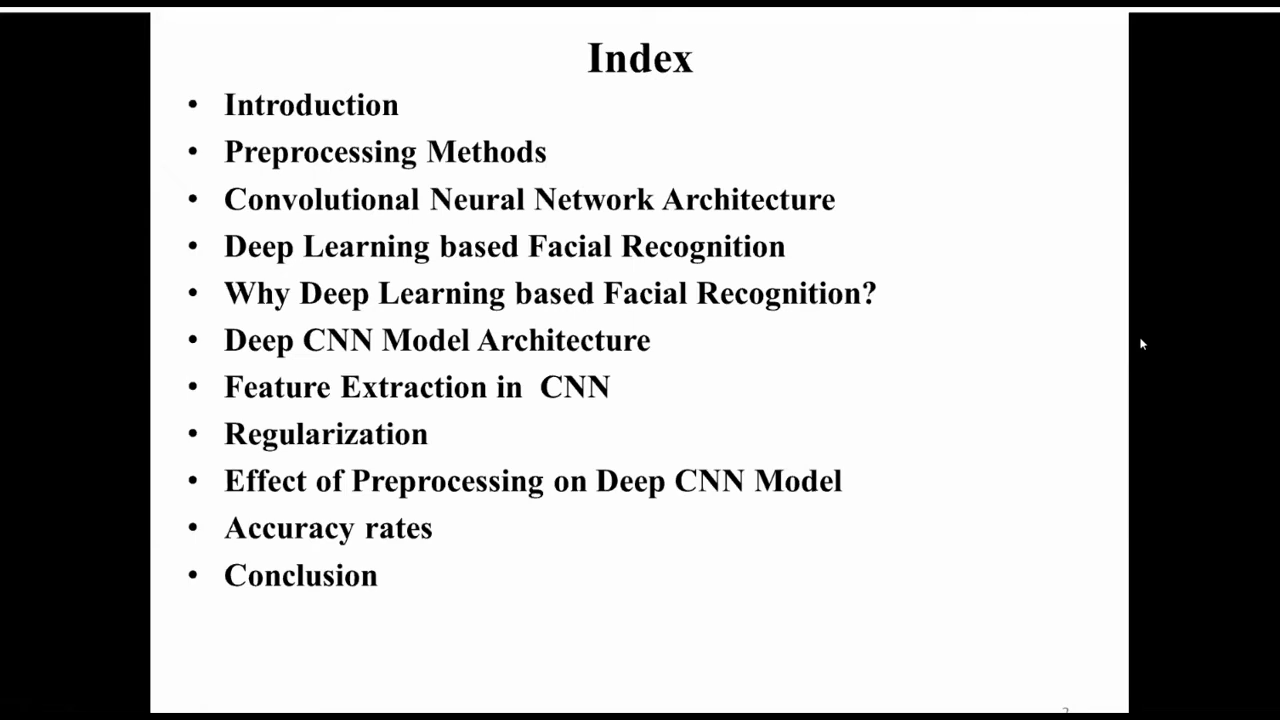 Index
• Introduction
• Preprocessing Methods
• Convolutional Neural Network Architecture
• Deep Learning based Facial Recognition
• Why Deep Learning based Facial Recognition?
• Deep CNN Model Architecture
• Feature Extraction in  CNN
• Regularization
• Effect of Preprocessing on Deep CNN Model
• Accuracy rates
• Conclusion